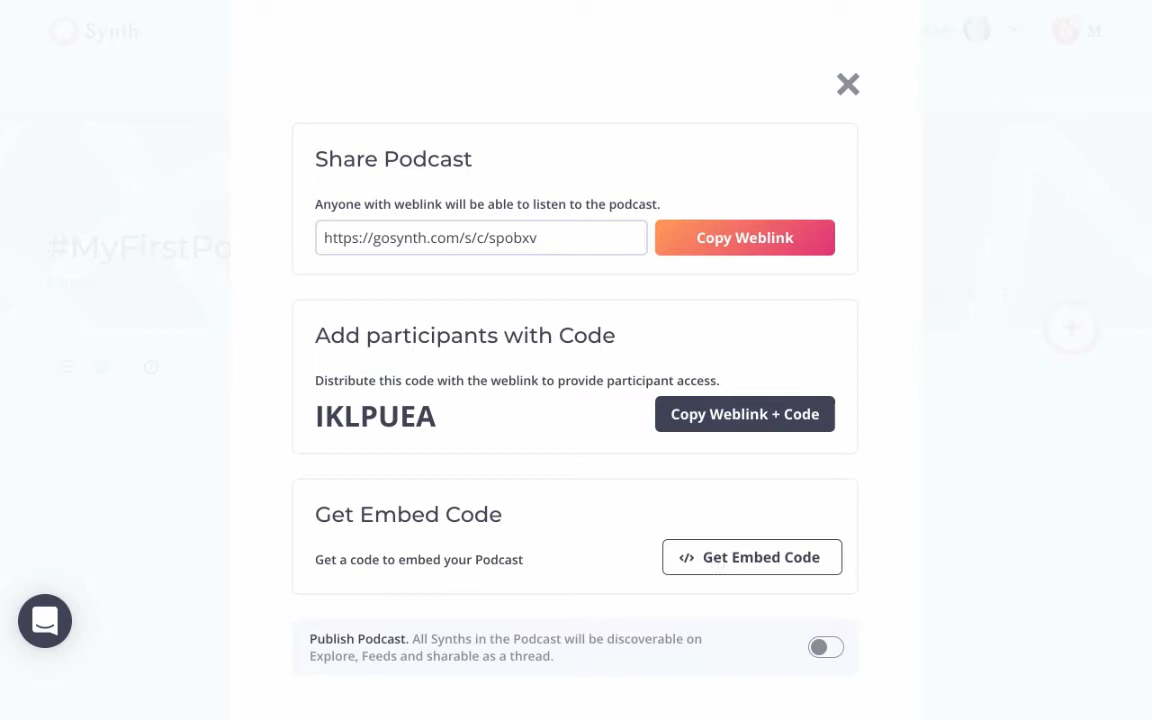 Synth
Share Podcast
Anyone with weblink will be able to listen to the podcast.
https://gosynth.com/s/c/spobxv
Copy Weblink
#MyFirstPo
Add participants with Code
Distribute this code with the weblink to provide participant access.
IKLPUEA
Copy Weblink + Code
Get Embed Code
Get a code to embed your Podcast
</> Get Embed Code
Publish Podcast. All Synths in the Podcast will be discoverable on
Explore, Feeds and sharable as a thread.